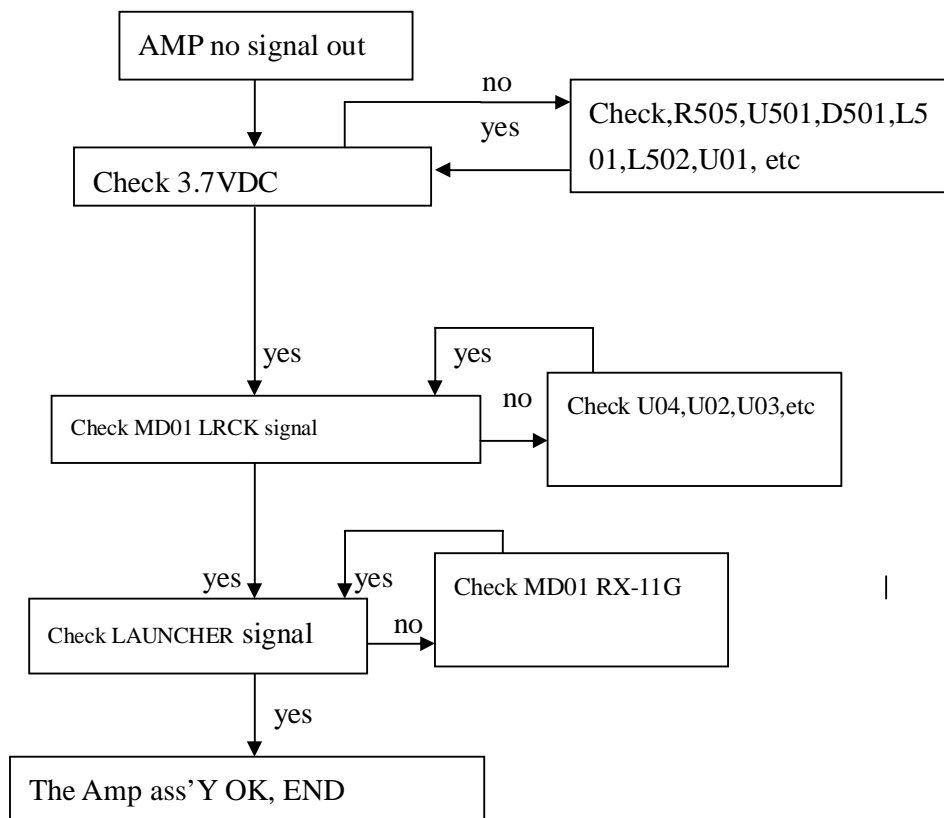 AMP no signal out
no
yes
Check,R505,U501,D501,L5
01,L502,U01, etc
Check 3.7VDC
yes
yes
no
Check U04,U02,U03,etc
Check MD01 LRCK signal
yes
yes
Check MD01 RX-11G
Check LAUNCHER signal
no
yes
The Amp ass’Y OK, END